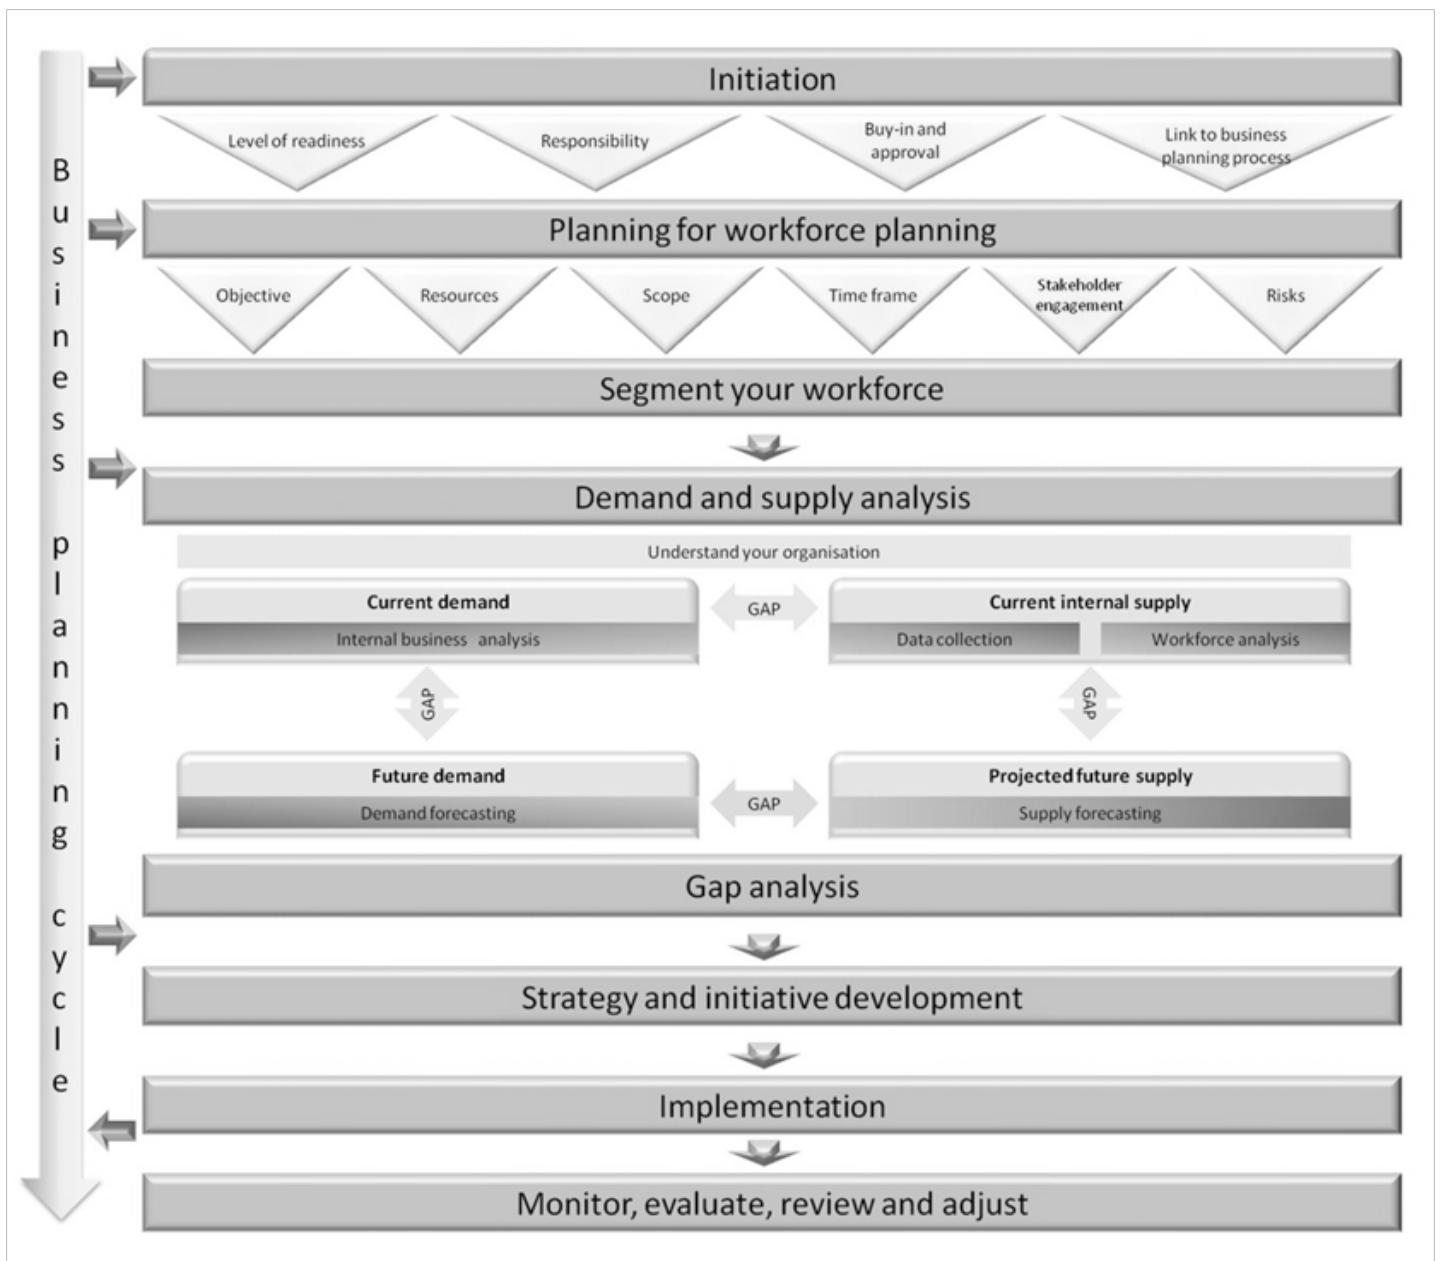 Business planning cycle
Initiation
Level of readiness
Responsibility
Buy-in and
approval
Link to business
planning process
Planning for workforce planning
Objective
Resources
Scope
Time frame
Stakeholder
engagement
Risks
Segment your workforce
Demand and supply analysis
Understand your organisation
Current demand
Internal business analysis
GAP
Current internal supply
Data collection
Workforce analysis
GAP
GAP
Future demand
Demand forecasting
GAP
Projected future supply
Supply forecasting
Gap analysis
Strategy and initiative development
Implementation
Monitor, evaluate, review and adjust